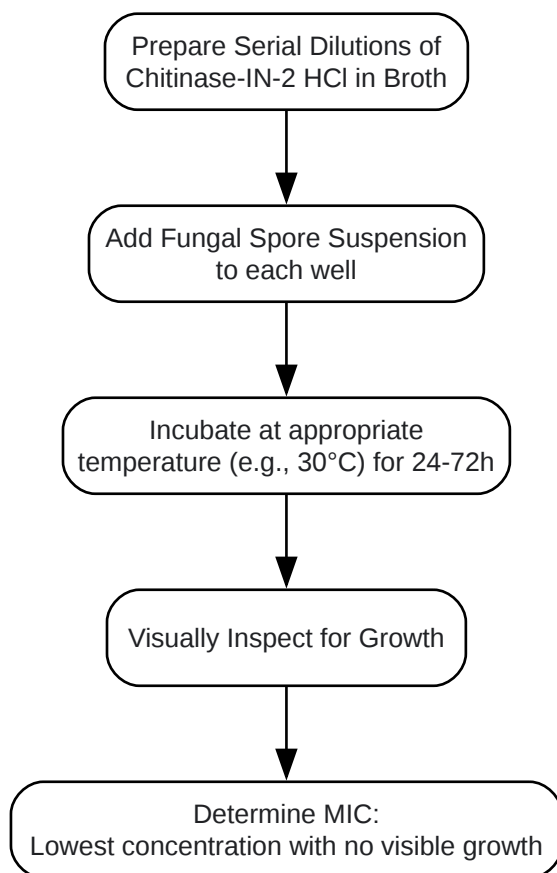 Prepare Serial Dilutions of
Chitinase-IN-2 HCl in Broth
Add Fungal Spore Suspension
to each well
Incubate at appropriate
temperature (e.g., 30°C) for 24-72h
Visually Inspect for Growth
Determine MIC:
Lowest concentration with no visible growth